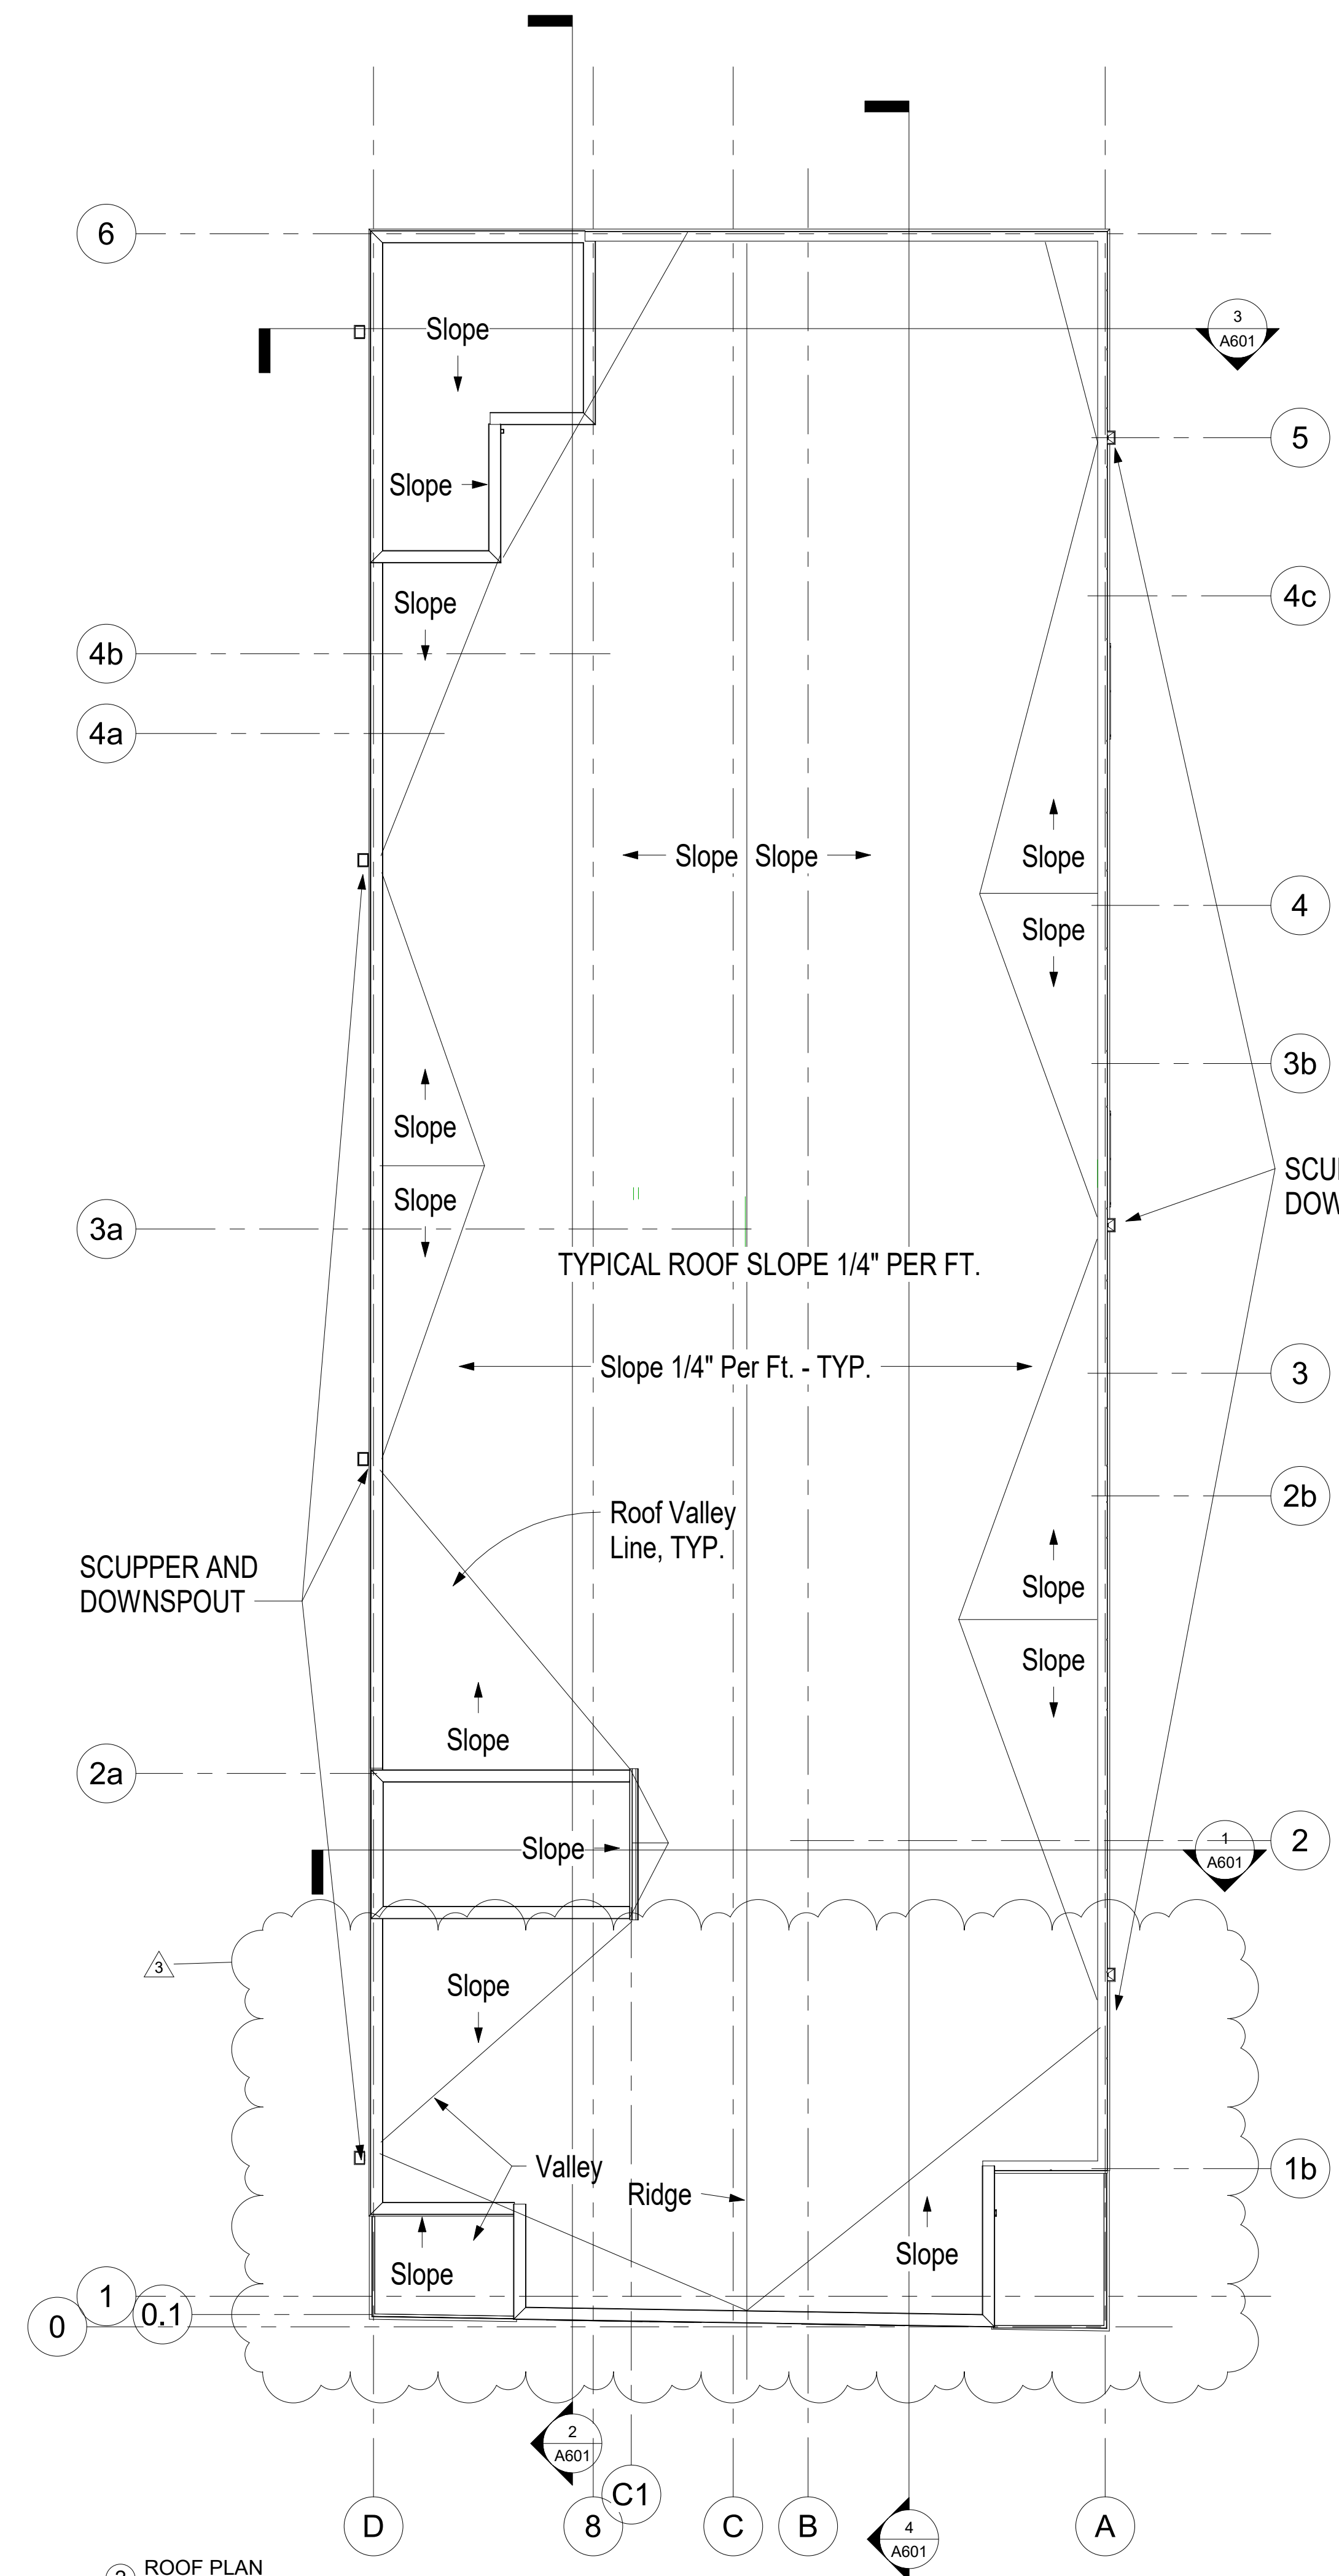 6
Slope
3
A601
5
Slope
4c
Slope
4b
4a
Slope Slope
Slope
4
Slope
3b
Slope
Slope
3a
TYPICAL ROOF SLOPE 1/4" PER FT.
Slope 1/4" Per Ft. - TYP.
3
2b
Roof Valley
Line, TYP.
SCUPPER AND
DOWNSPOUT
Slope
Slope
Slope
2a
Slope
1
A601
2
3
Slope
Valley
1b
Ridge
Slope
Slope
1
0.1
0
2
A601
C1
D
8
C
B
4
A601
A
ROOF PLAN